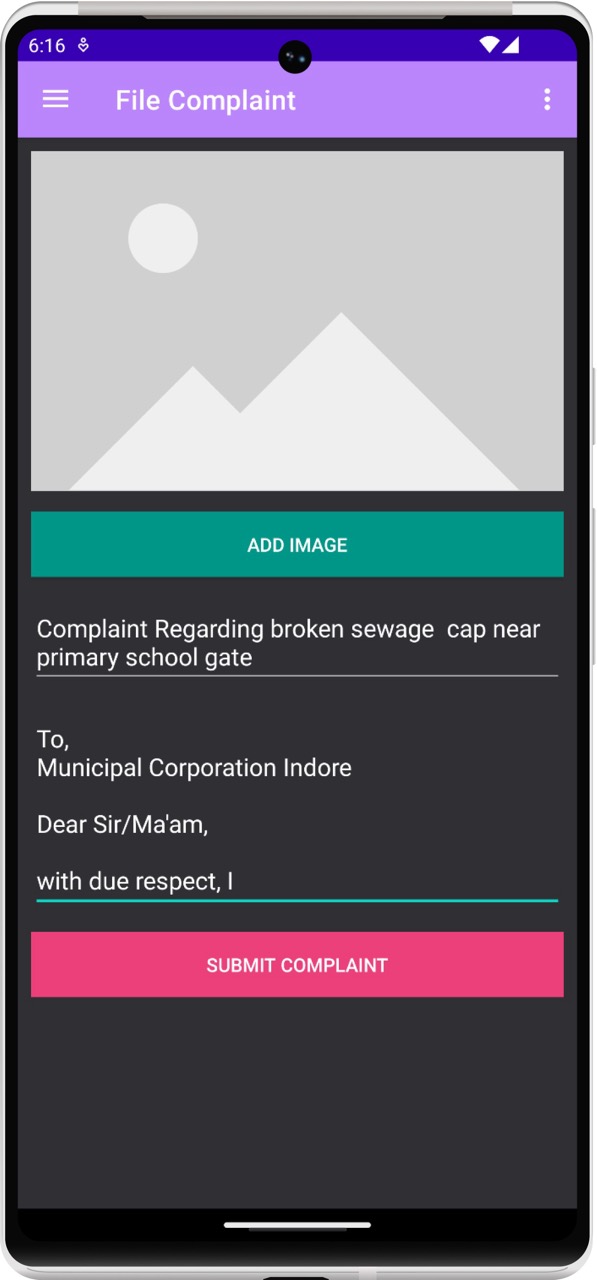 6:16
File Complaint
ADD IMAGE
Complaint Regarding broken sewage  cap near
primary school gate
To,
Municipal Corporation Indore
Dear Sir/Ma'am,
with due respect, I
SUBMIT COMPLAINT